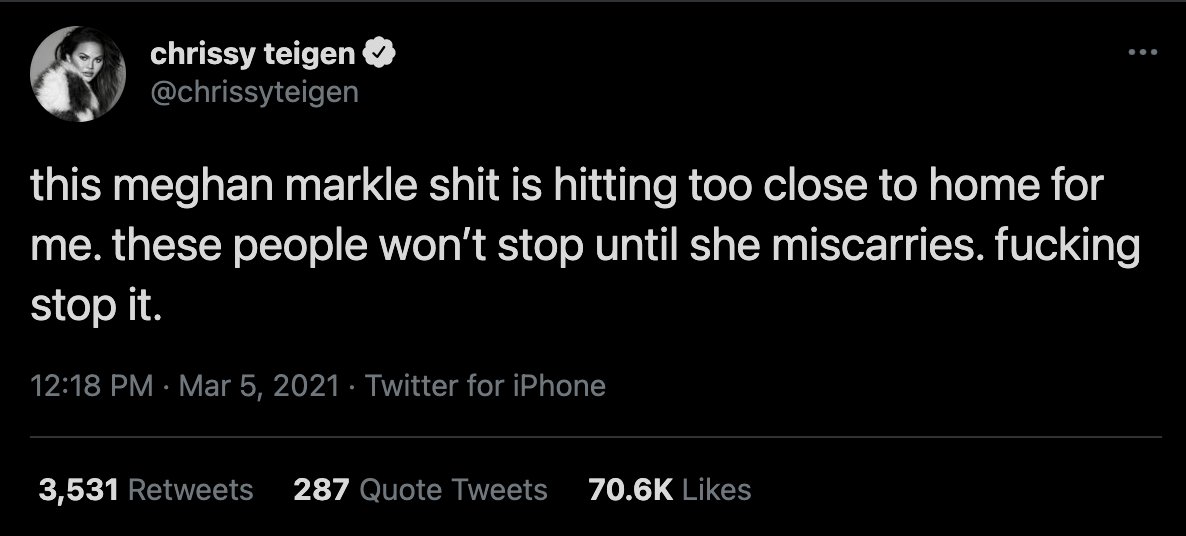 chrissy teigen
@chrissyteigen
this meghan markle shit is hitting too close to home for
me. these people won’t stop until she miscarries. fucking
stop it.
12:18 PM · Mar 5, 2021 · Twitter for iPhone
3,531 Retweets 287 Quote Tweets 70.6K Likes